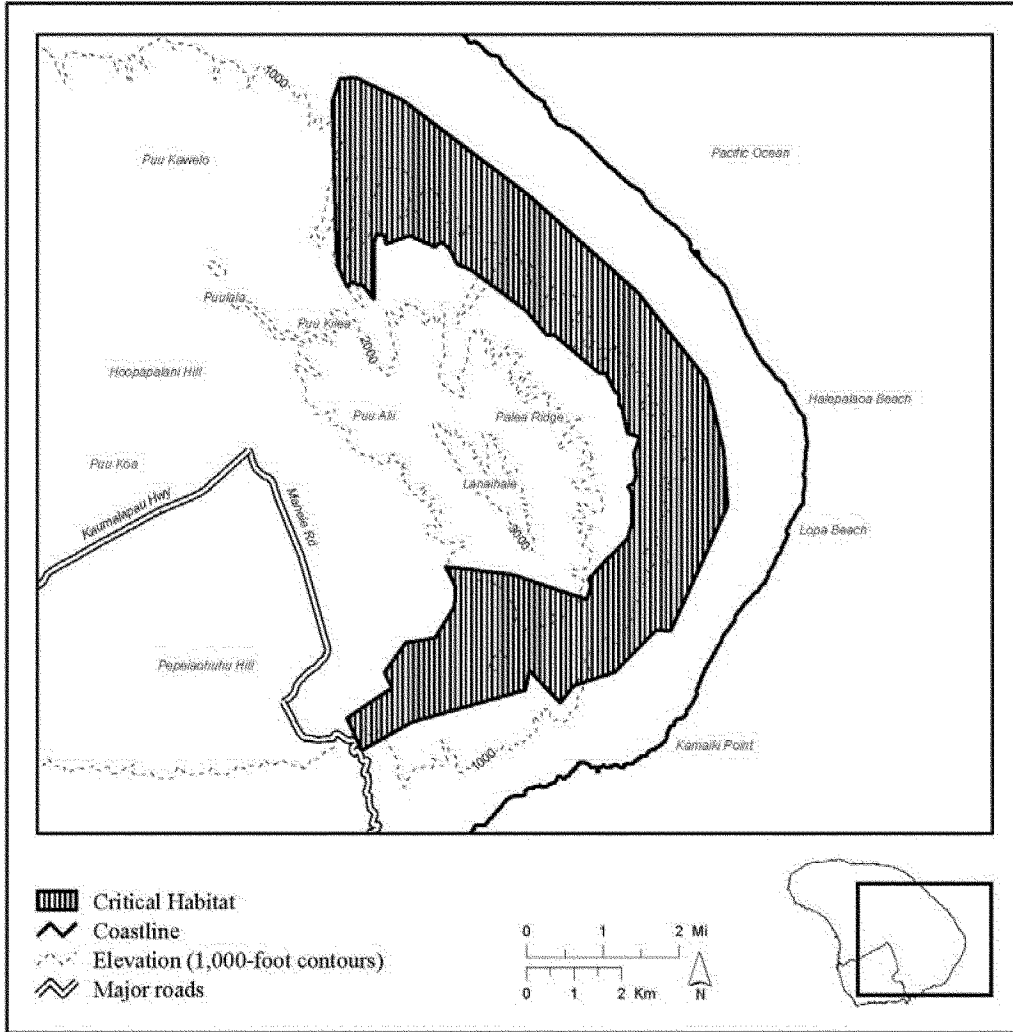 1000
Puu Kawelo
Pacific Ocean
Puulala
Puu Kilea
2000
Hoopapalani Hill
Halepalaoa Beach
Puu Alii
Palea Ridge
Puu Koa
Lanaihale
Kaumalapau Hwy
Manele Rd
3000
Lopa Beach
Pepeiaohuhu Hill
Kamaiki Point
1000
Critical Habitat
Coastline
Elevation (1,000-foot contours)
Major roads
0 1 2 Mi
0 1 2 Km
N